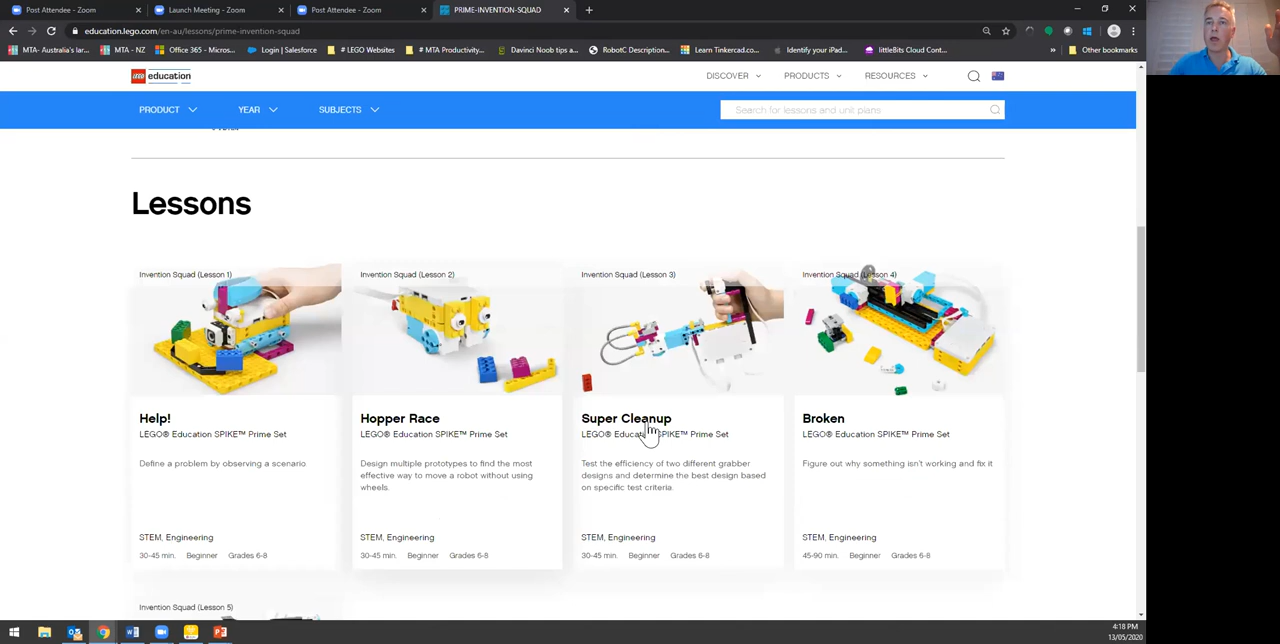 Post Attendee - Zoom
Launch Meeting - Zoom
Post Attendee - Zoom
PRIME-INVENTION-SQUAD
education.lego.com/en-au/lessons/prime-invention-squad
MTA- Australia's lar...
MTA - NZ
Office 365 - Micros...
Login | Salesforce
# LEGO Websites
# MTA Productivity...
Davinci Noob tips a...
RobotC Description...
Learn Tinkercad.co...
Identify your iPad...
littleBits Cloud Cont...
»
Other bookmarks
LEGO education
DISCOVER
PRODUCTS
RESOURCES
PRODUCT
YEAR
SUBJECTS
Search for lessons and unit plans
Lessons
Invention Squad (Lesson 1)
Invention Squad (Lesson 2)
Invention Squad (Lesson 3)
Invention Squad (Lesson 4)
Help!
LEGO® Education SPIKE™ Prime Set
Define a problem by observing a scenario
STEM, Engineering
30-45 min. Beginner Grades 6-8
Hopper Race
LEGO® Education SPIKE™ Prime Set
Design multiple prototypes to find the most
effective way to move a robot without using
wheels.
STEM, Engineering
30-45 min. Beginner Grades 6-8
Super Cleanup
LEGO® Education SPIKE™ Prime Set
Test the efficiency of two different grabber
designs and determine the best design based
on specific test criteria.
STEM, Engineering
30-45 min. Beginner Grades 6-8
Broken
LEGO® Education SPIKE™ Prime Set
Figure out why something isn't working and fix it
STEM, Engineering
45-90 min. Beginner Grades 6-8
Invention Squad (Lesson 5)
4:18 PM
13/05/2020